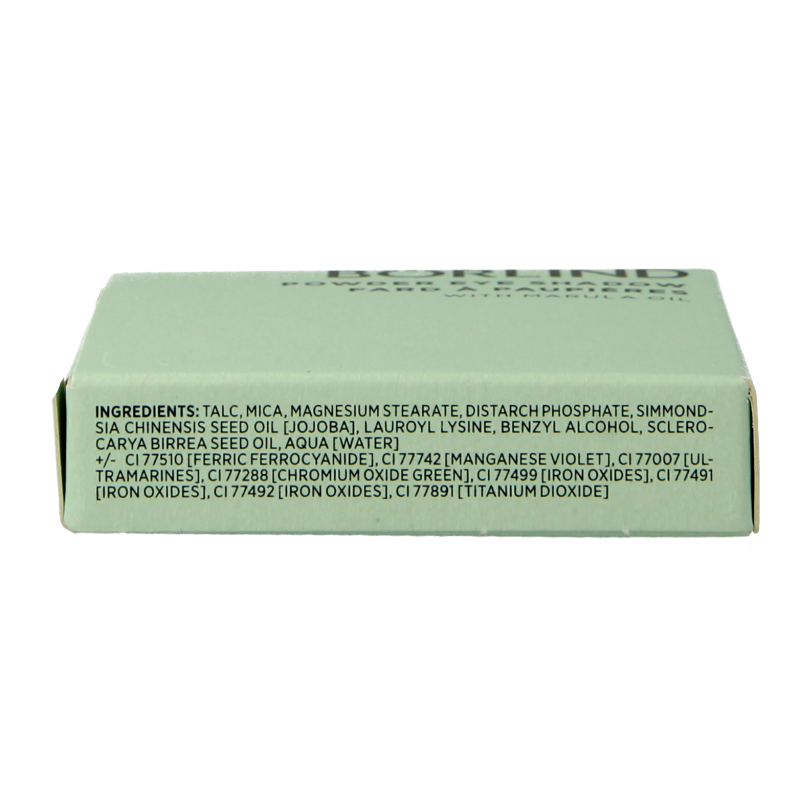 BÖRLIND
POWDER EYE SHADOW
FARD À PAUPIÈRES
WITH MARULA OIL
INGREDIENTS: TALC, MICA, MAGNESIUM STEARATE, DISTARCH PHOSPHATE, SIMMOND-
SIA CHINENSIS SEED OIL [JOJOBA], LAUROYL LYSINE, BENZYL ALCOHOL, SCLERO-
CARYA BIRREA SEED OIL, AQUA [WATER]
+/- CI 77510 [FERRIC FERROCYANIDE], CI 77742 [MANGANESE VIOLET], CI 77007 [UL-
TRAMARINES], CI 77288 [CHROMIUM OXIDE GREEN], CI 77499 [IRON OXIDES], CI 77491
[IRON OXIDES], CI 77492 [IRON OXIDES], CI 77891 [TITANIUM DIOXIDE]